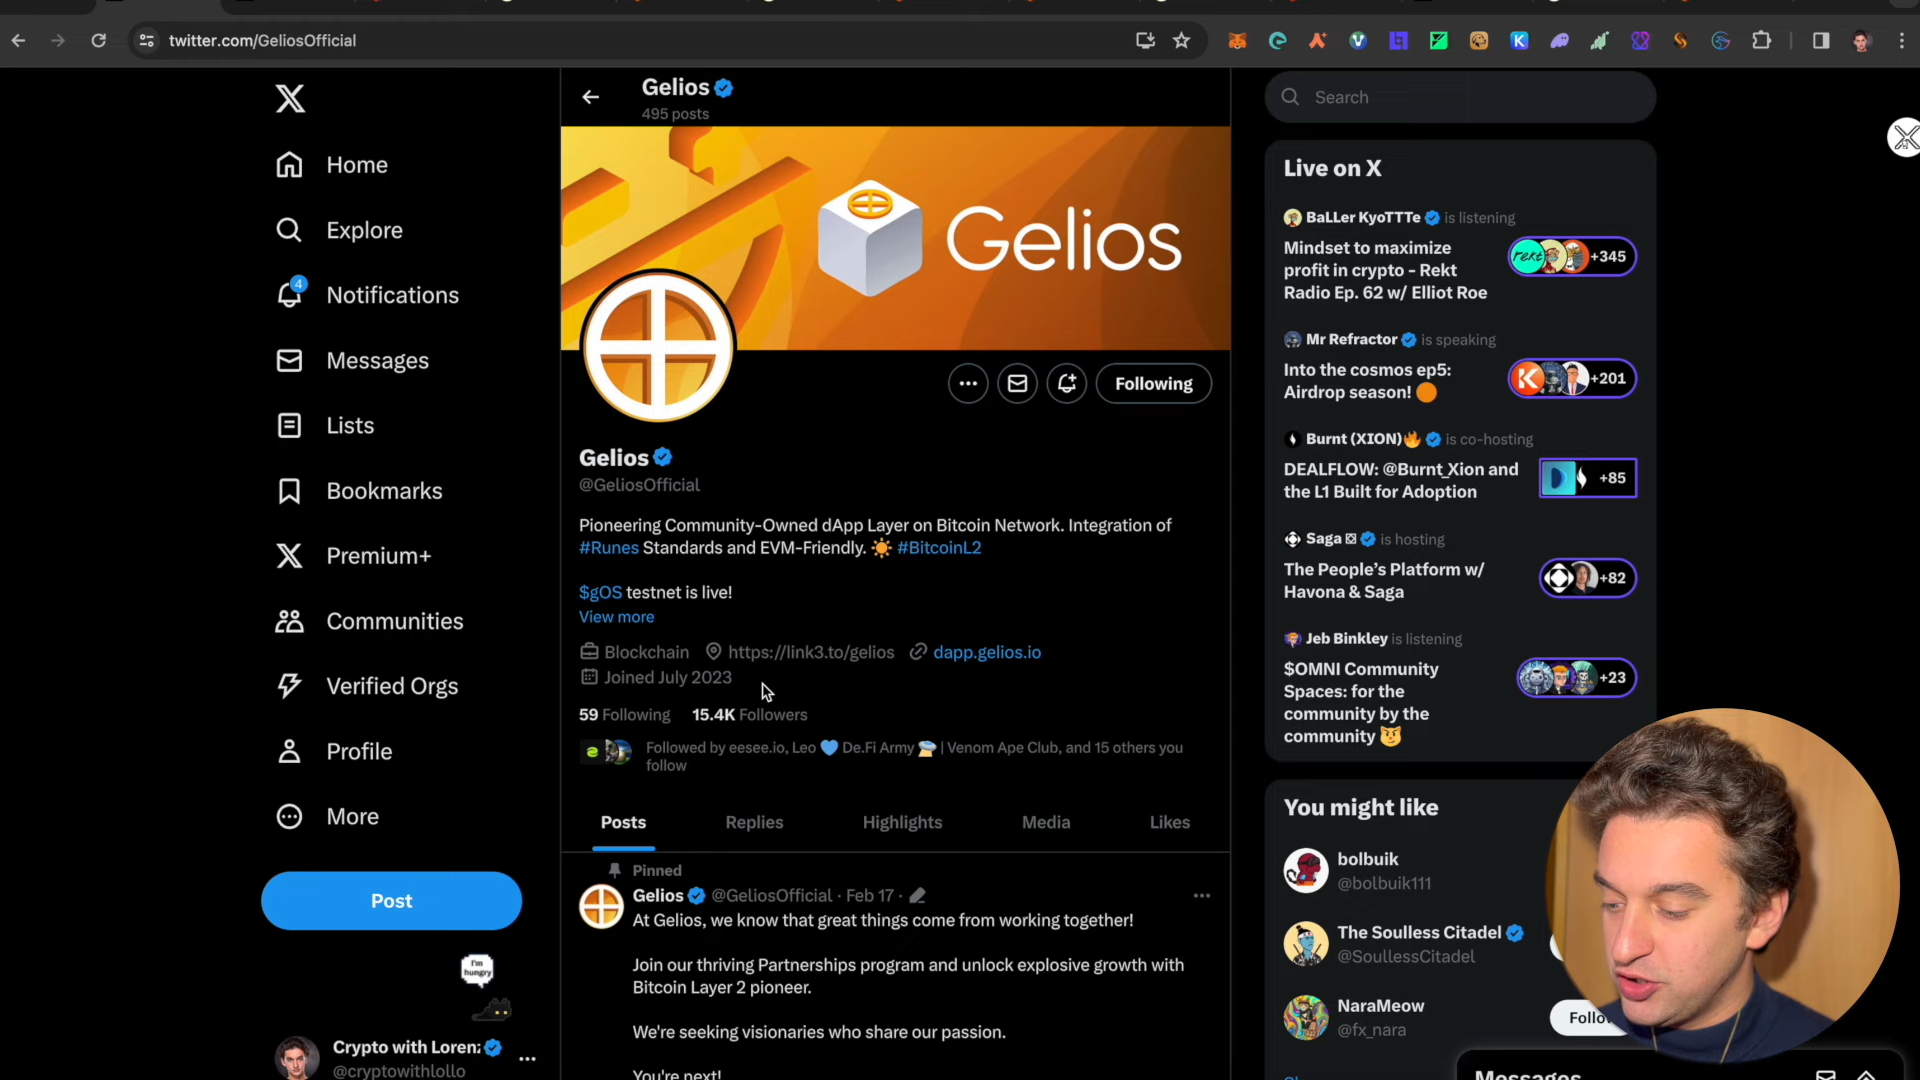 twitter.com/GeliosOfficial
Gelios
495 posts
Search
Home
Explore
4
Notifications
Messages
Lists
Bookmarks
Premium+
Communities
Verified Orgs
Profile
More
Post
I'm
hungry
Crypto with Loren
@cryptowithlollo
Gelios
Following
Gelios
@GeliosOfficial
Pioneering Community-Owned dApp Layer on Bitcoin Network. Integration of
#Runes Standards and EVM-Friendly. #BitcoinL2
$gOS testnet is live!
View more
Blockchain https://link3.to/gelios dapp.gelios.io
Joined July 2023
59 Following 15.4K Followers
Followed by eesee.io, Leo De.Fi Army | Venom Ape Club, and 15 others you
follow
Posts Replies Highlights Media Likes
Pinned
Gelios @GeliosOfficial · Feb 17 ·
At Gelios, we know that great things come from working together!
Join our thriving Partnerships program and unlock explosive growth with
Bitcoin Layer 2 pioneer.
We're seeking visionaries who share our passion.
You're next!
Live on X
BaLLer KyoTTTe is listening
Mindset to maximize
profit in crypto - Rekt
Radio Ep. 62 w/ Elliot Roe
rekt
+345
Mr Refractor is speaking
Into the cosmos ep5:
Airdrop season!
+201
Burnt (XION) is co-hosting
DEALFLOW: @Burnt_Xion and
the L1 Built for Adoption
+85
Saga is hosting
The People's Platform w/
Havona & Saga
+82
Jeb Binkley is listening
$OMNI Community
Spaces: for the
community by the
community
+23
You might like
bolbuik
@bolbuik111
The Soulless Citadel
@SoullessCitadel
NaraMeow
@fx_nara
Follo
Messages